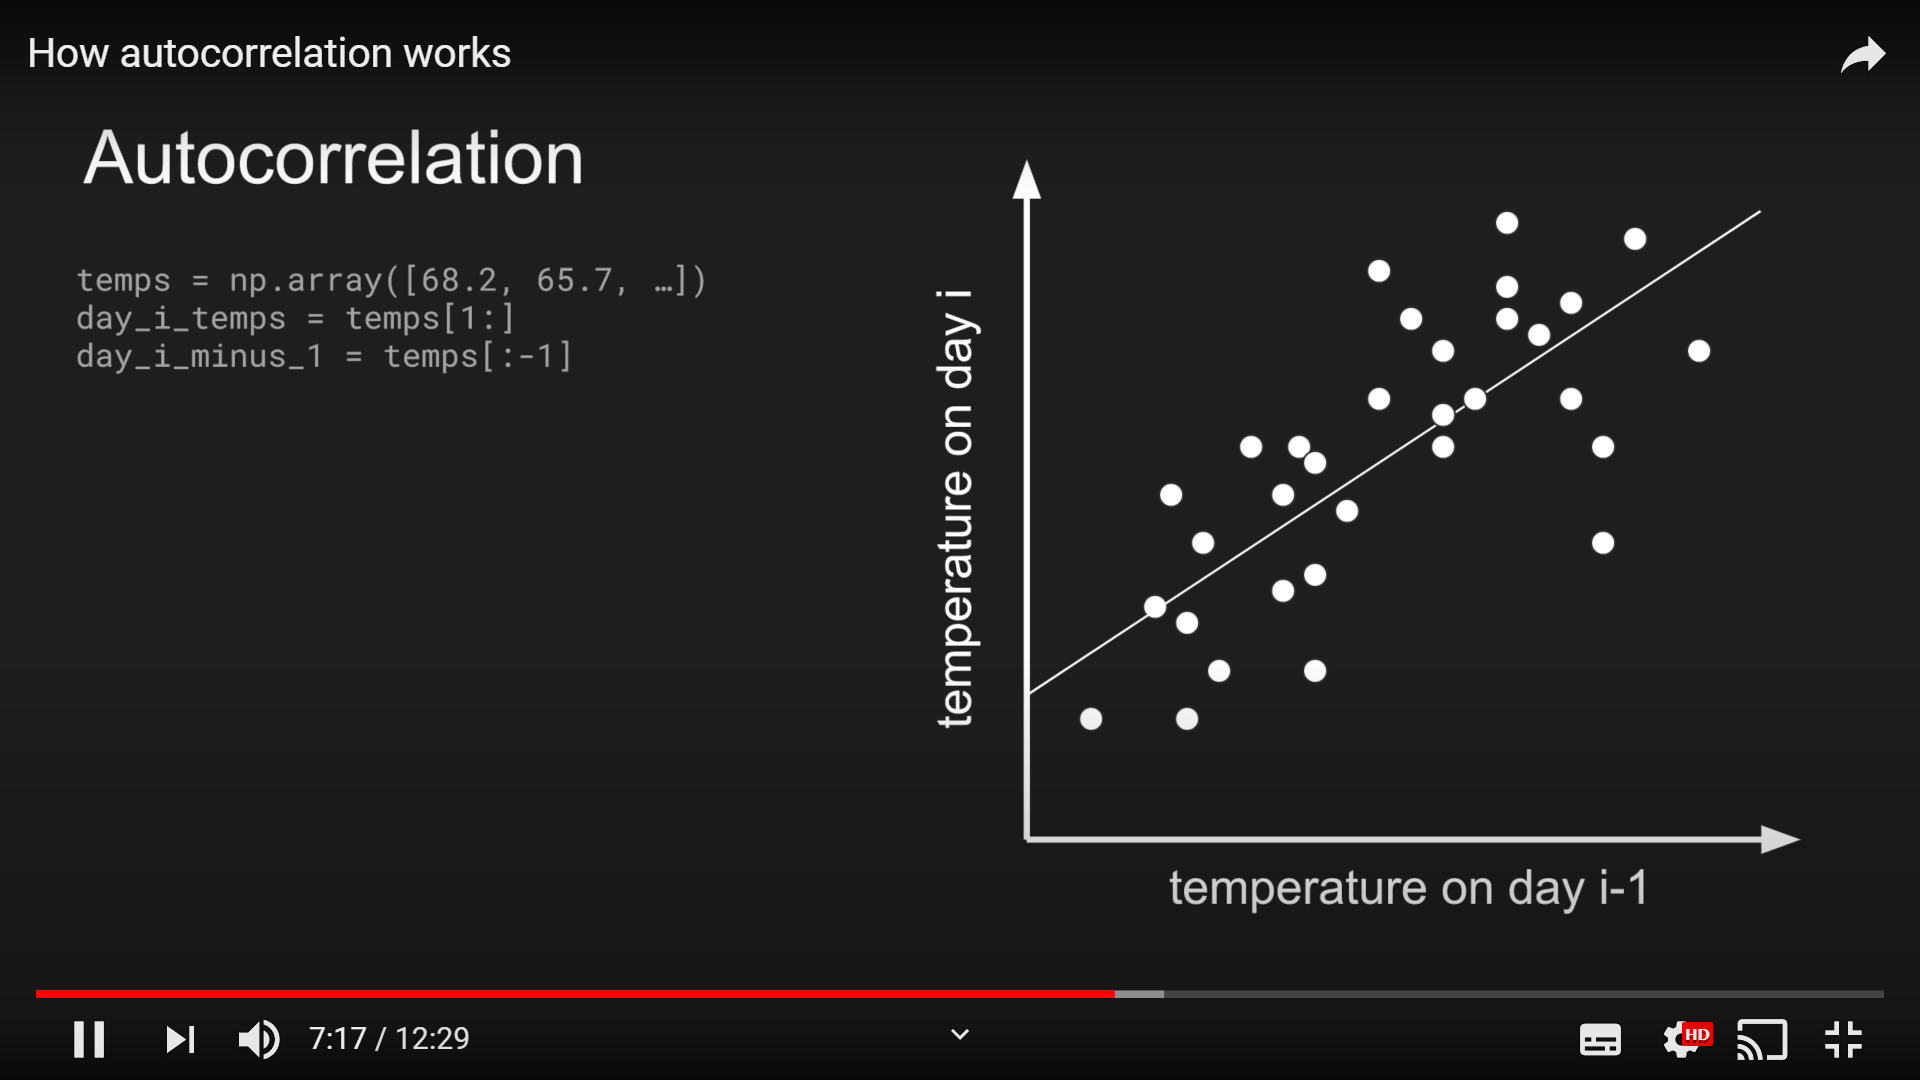 How autocorrelation works
Autocorrelation
temps = np.array([68.2, 65.7, …])
day_i_temps = temps[1:]
day_i_minus_1 = temps[:-1]
temperature on day i
temperature on day i-1
7:17 / 12:29
HD